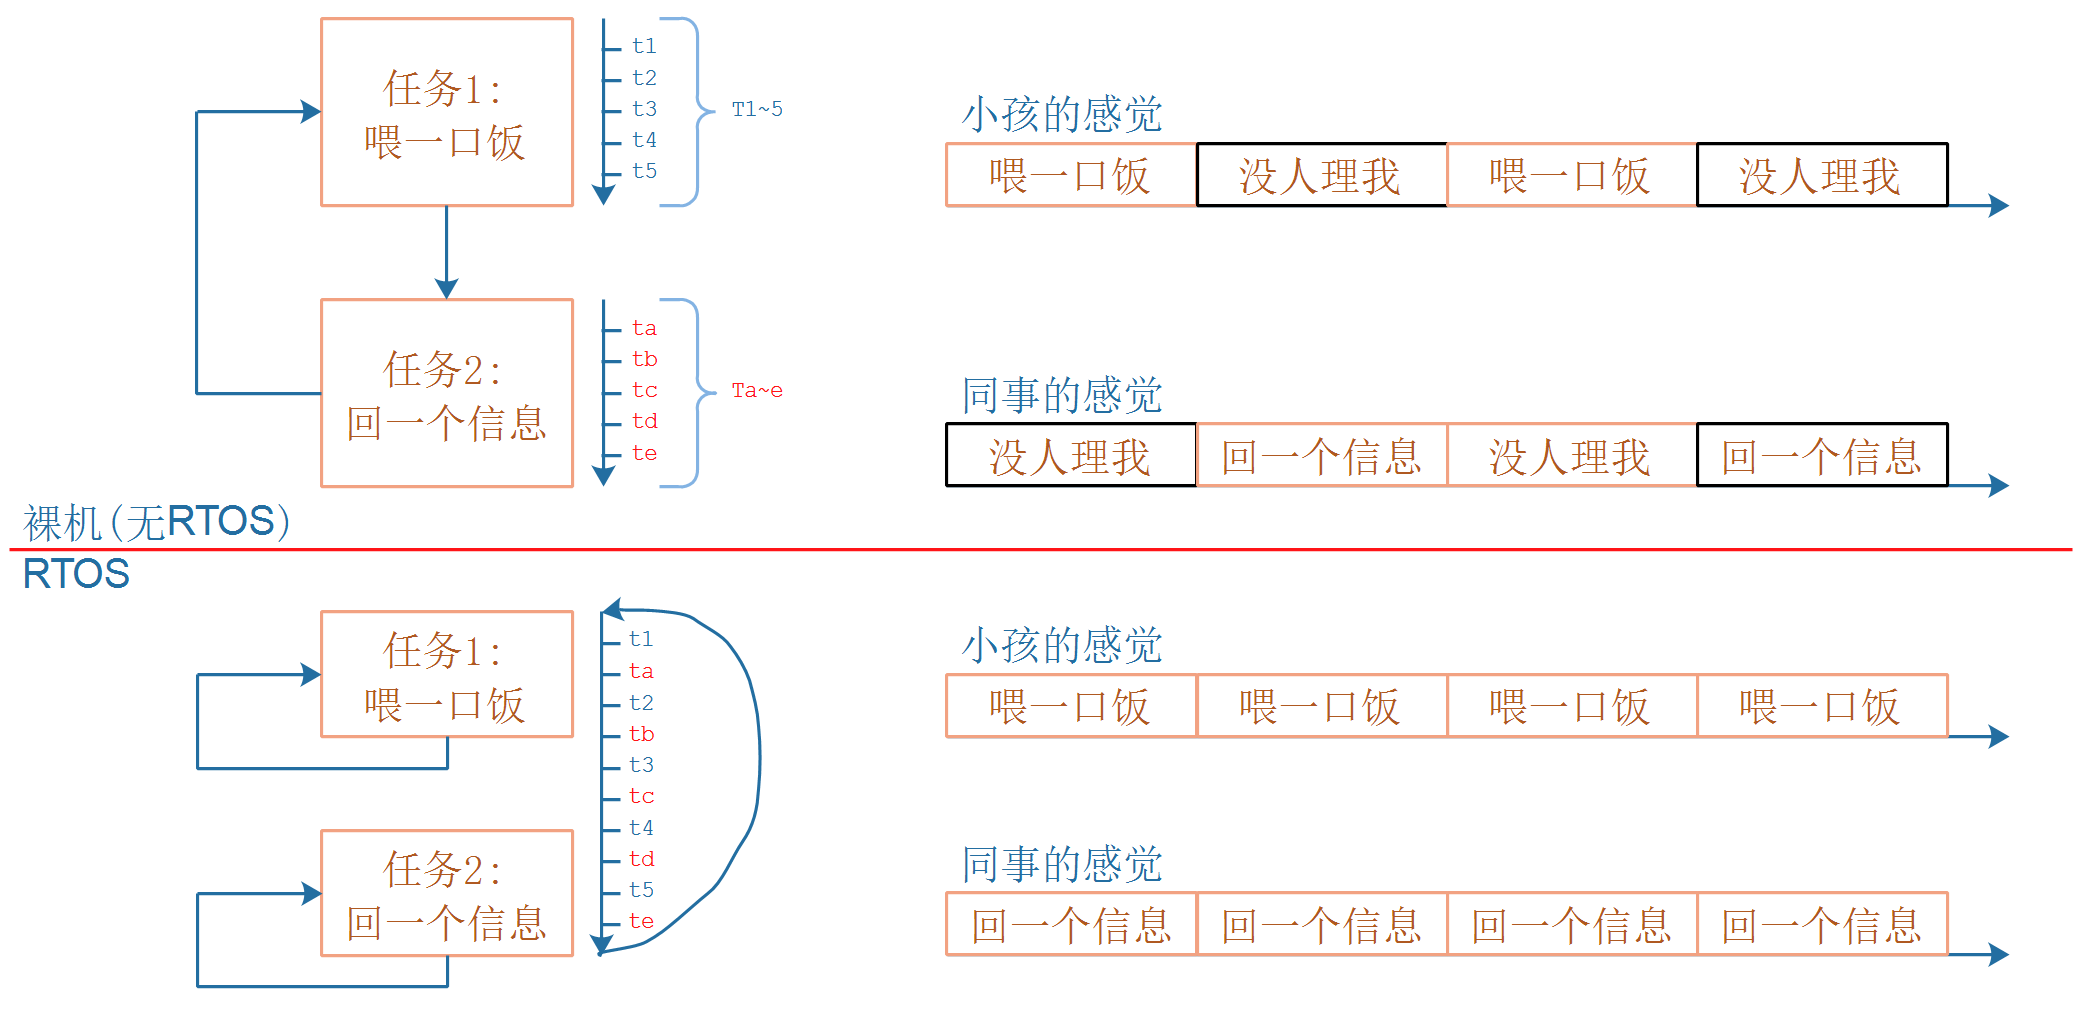 任务1:
喂一口饭
t1
t2
t3
t4
t5
T1~5
小孩的感觉
喂一口饭 没人理我 喂一口饭 没人理我
任务2:
回一个信息
ta
tb
tc
td
te
Ta~e
同事的感觉
没人理我 回一个信息 没人理我 回一个信息
裸机(无RTOS)
RTOS
任务1:
喂一口饭
任务2:
回一个信息
t1
ta
t2
tb
t3
tc
t4
td
t5
te
小孩的感觉
喂一口饭 喂一口饭 喂一口饭 喂一口饭
同事的感觉
回一个信息 回一个信息 回一个信息 回一个信息